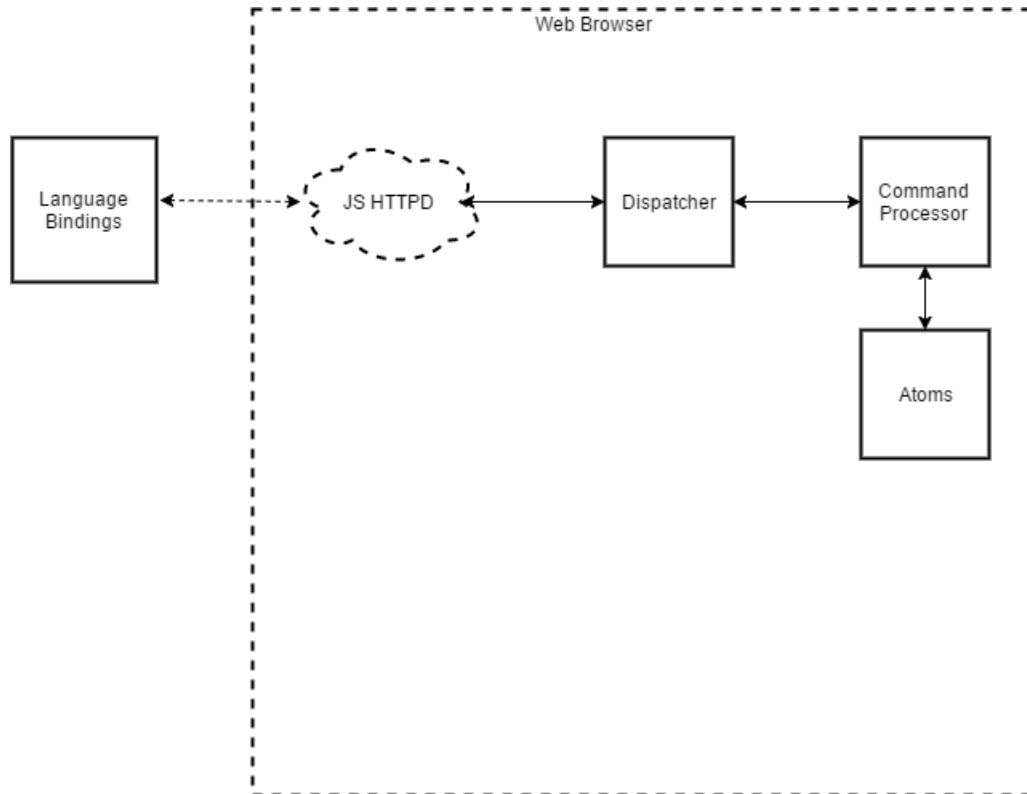 Web Browser
Language
Bindings
JS HTTPD
Dispatcher
Command
Processor
Atoms